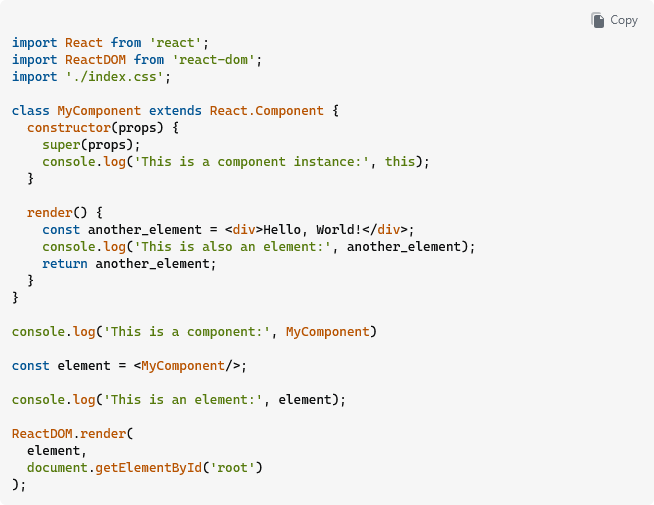 Copy
import React from 'react';
import ReactDOM from 'react-dom';
import './index.css';
class MyComponent extends React.Component {
  constructor(props) {
    super(props);
    console.log('This is a component instance:', this);
  }
  render() {
    const another_element = <div>Hello, World!</div>;
    console.log('This is also an element:', another_element);
    return another_element;
  }
}
console.log('This is a component:', MyComponent)
const element = <MyComponent/>;
console.log('This is an element:', element);
ReactDOM.render(
  element,
  document.getElementById('root')
);